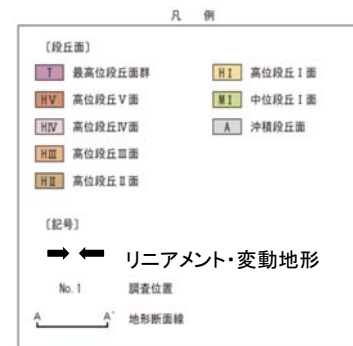 凡 例
〔段丘面〕
T 最高位段丘面群
HⅤ 高位段丘Ⅴ面
HⅣ 高位段丘Ⅳ面
HⅢ 高位段丘Ⅲ面
HⅡ 高位段丘Ⅱ面
HⅠ 高位段丘Ⅰ面
MⅠ 中位段丘Ⅰ面
A 沖積段丘面
〔記号〕
リニアメント・変動地形
No.1 調査位置
A A' 地形断面線